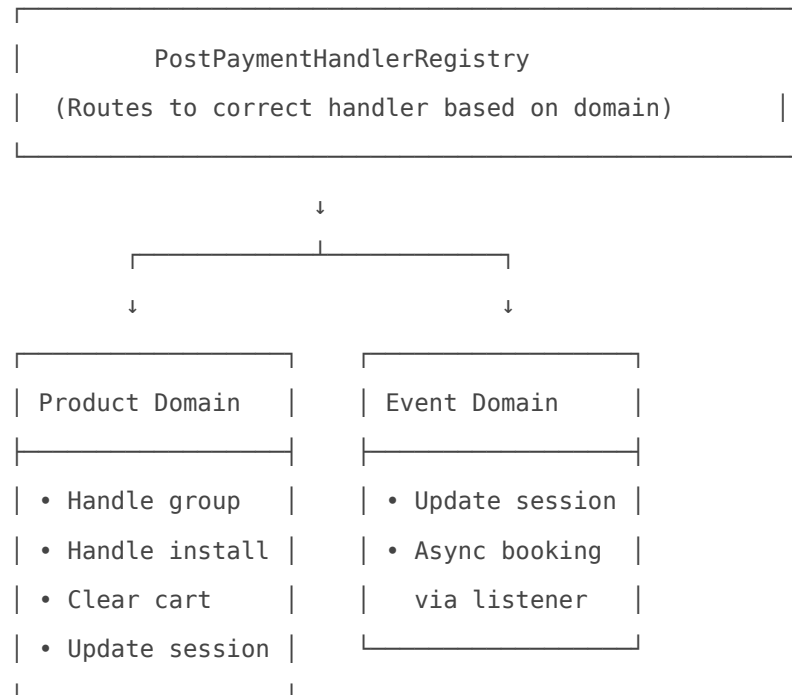 PostPaymentHandlerRegistry
(Routes to correct handler based on domain)
↓
↓ ↓
Product Domain Event Domain
• Handle group • Update session
• Handle install • Async booking
• Clear cart via listener
• Update session